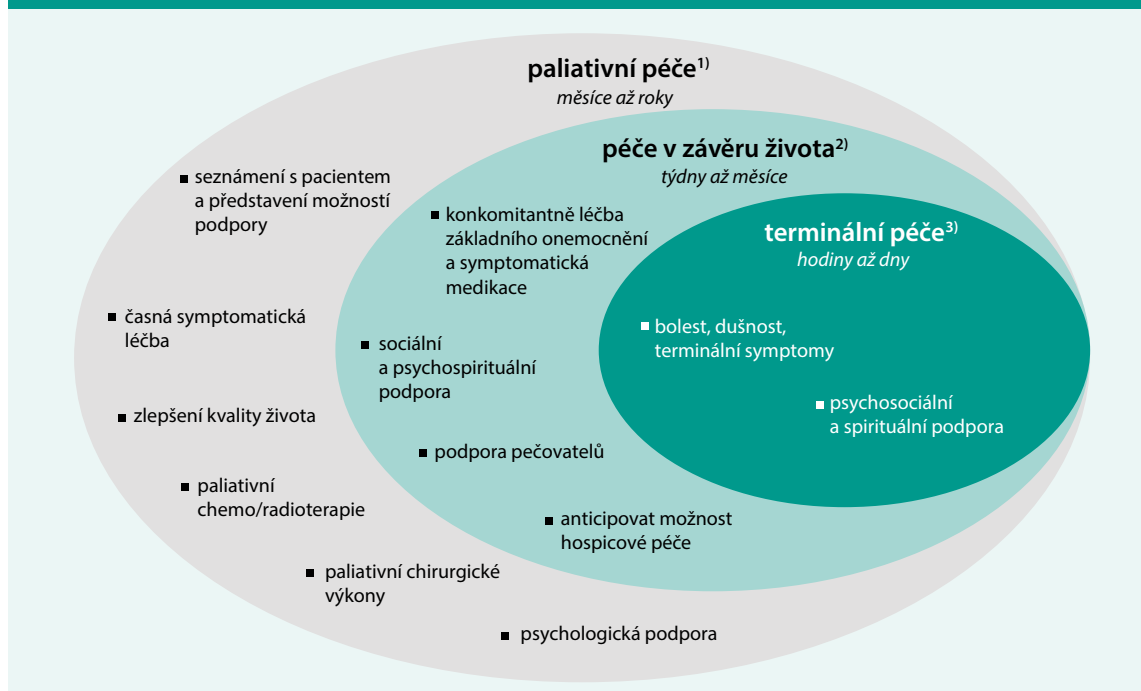 paliativní péče1)
měsíce až roky
péče v závěru života2)
týdny až měsíce
terminální péče3)
hodiny až dny
■ seznámení s pacientem
a představení možností
podpory
■ časná symptomatická
léčba
■ zlepšení kvality života
■ paliativní
chemo/radioterapie
■ paliativní chirurgické
výkony
■ psychologická podpora
■ konkomitantně léčba
základního onemocnění
a symptomatická
medikace
■ sociální
a psychospirituální
podpora
■ podpora pečovatelů
■ anticipovat možnost
hospicové péče
■ bolest, dušnost,
terminální symptomy
■ psychosociální
a spirituální podpora